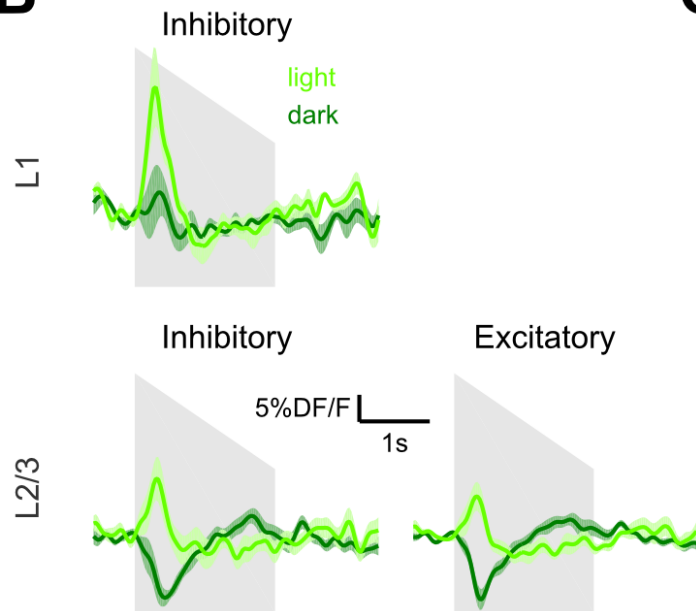 B
Inhibitory
light
dark
L1
Inhibitory
Excitatory
5%DF/F
1s
L2/3